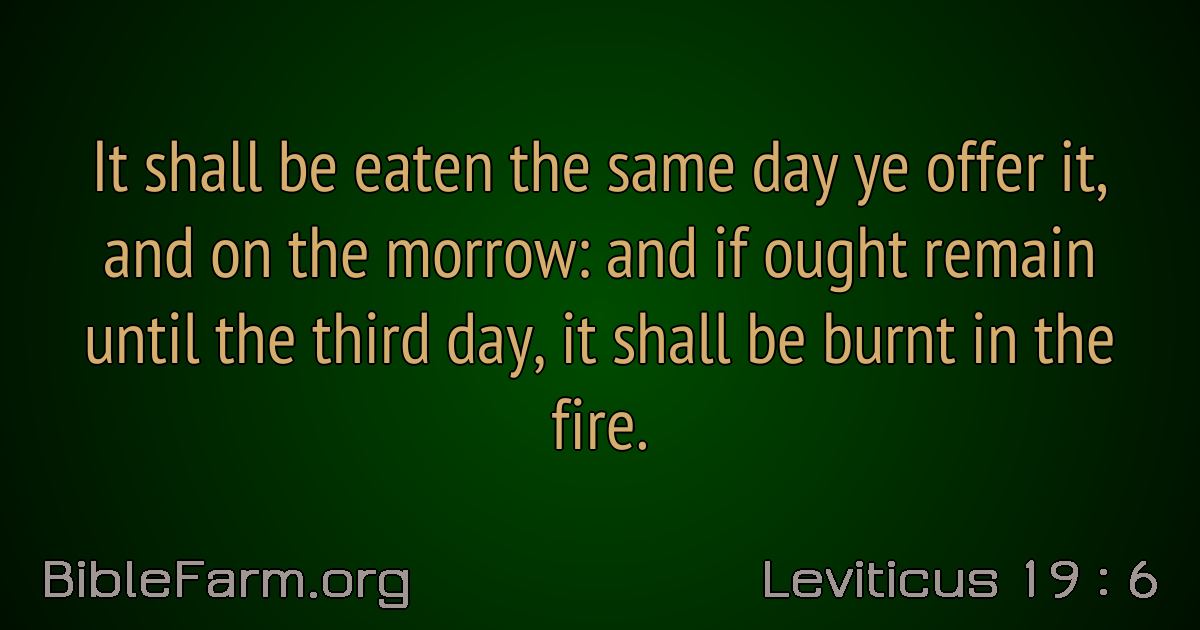 It shall be eaten the same day ye offer it,
and on the morrow: and if ought remain
until the third day, it shall be burnt in the
fire.
BibleFarm.org
Leviticus 19 : 6